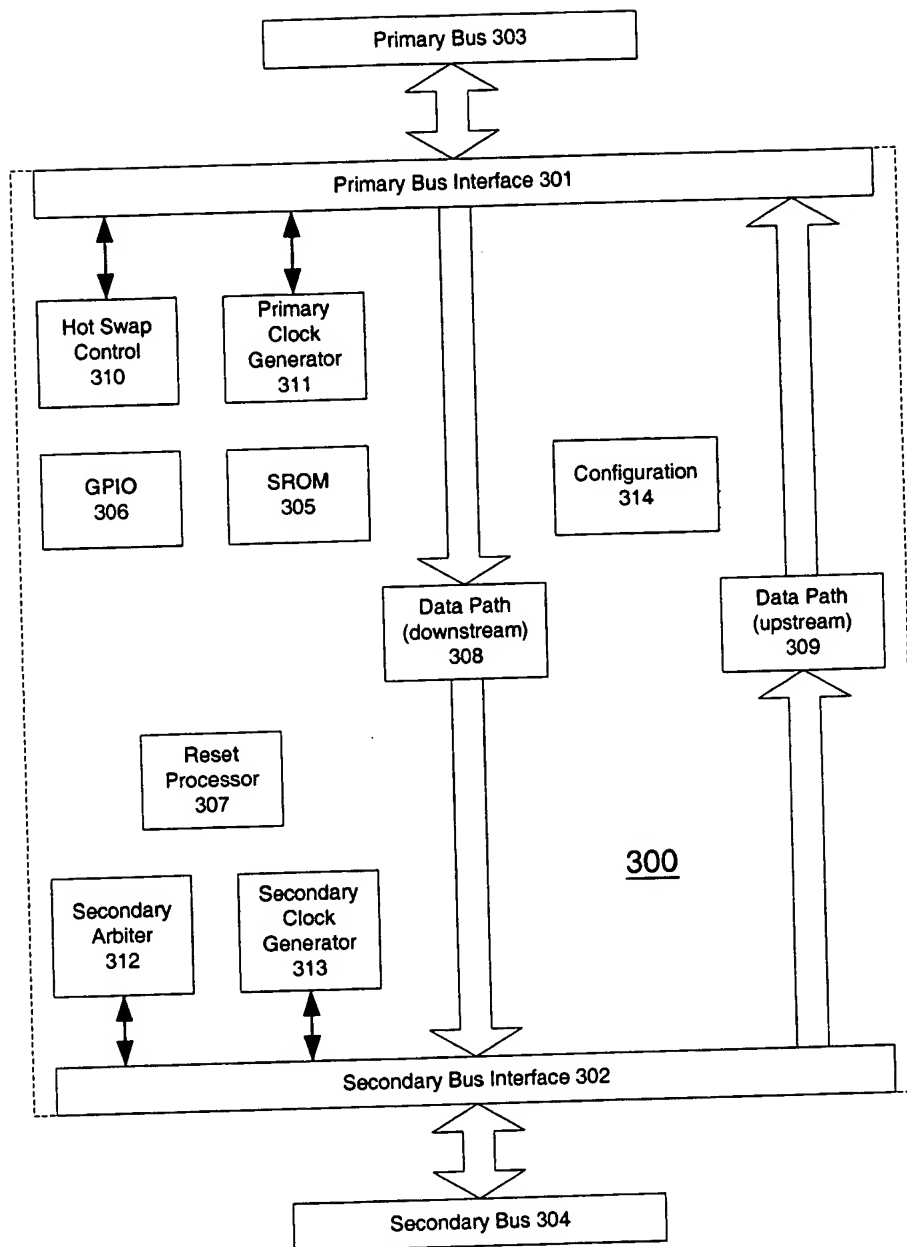 Primary Bus 303
Primary Bus Interface 301
Hot Swap
Control
310
Primary
Clock
Generator
311
GPIO
306
SROM
305
Configuration
314
Data Path
(downstream)
308
Data Path
(upstream)
309
Reset
Processor
307
300
Secondary
Arbiter
312
Secondary
Clock
Generator
313
Secondary Bus Interface 302
Secondary Bus 304